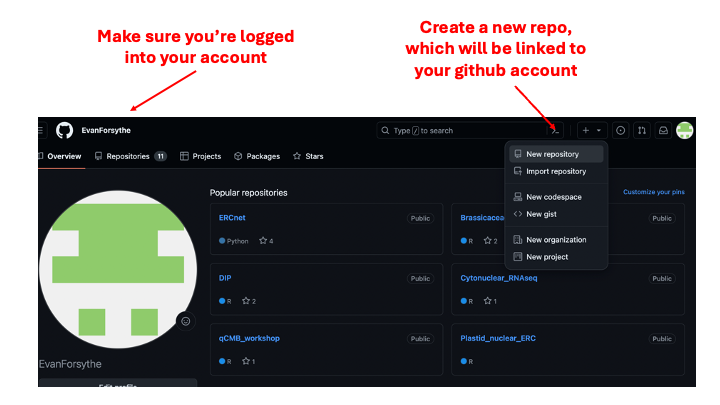 Make sure you're logged
into your account
Create a new repo,
which will be linked to
your github account
EvanForsythe
Type / to search
Overview
Repositories 11
Projects
Packages
Stars
New repository
Import repository
New codespace
New gist
New organization
New project
Popular repositories
Customize your pins
ERCnet
Public
Python
4
Brassicacea
R
2
DIP
Public
R
2
Cytonuclear_RNAseq
Public
R
1
qCMB_workshop
Public
R
1
Plastid_nuclear_ERC
Public
R
EvanForsythe
Edit profile